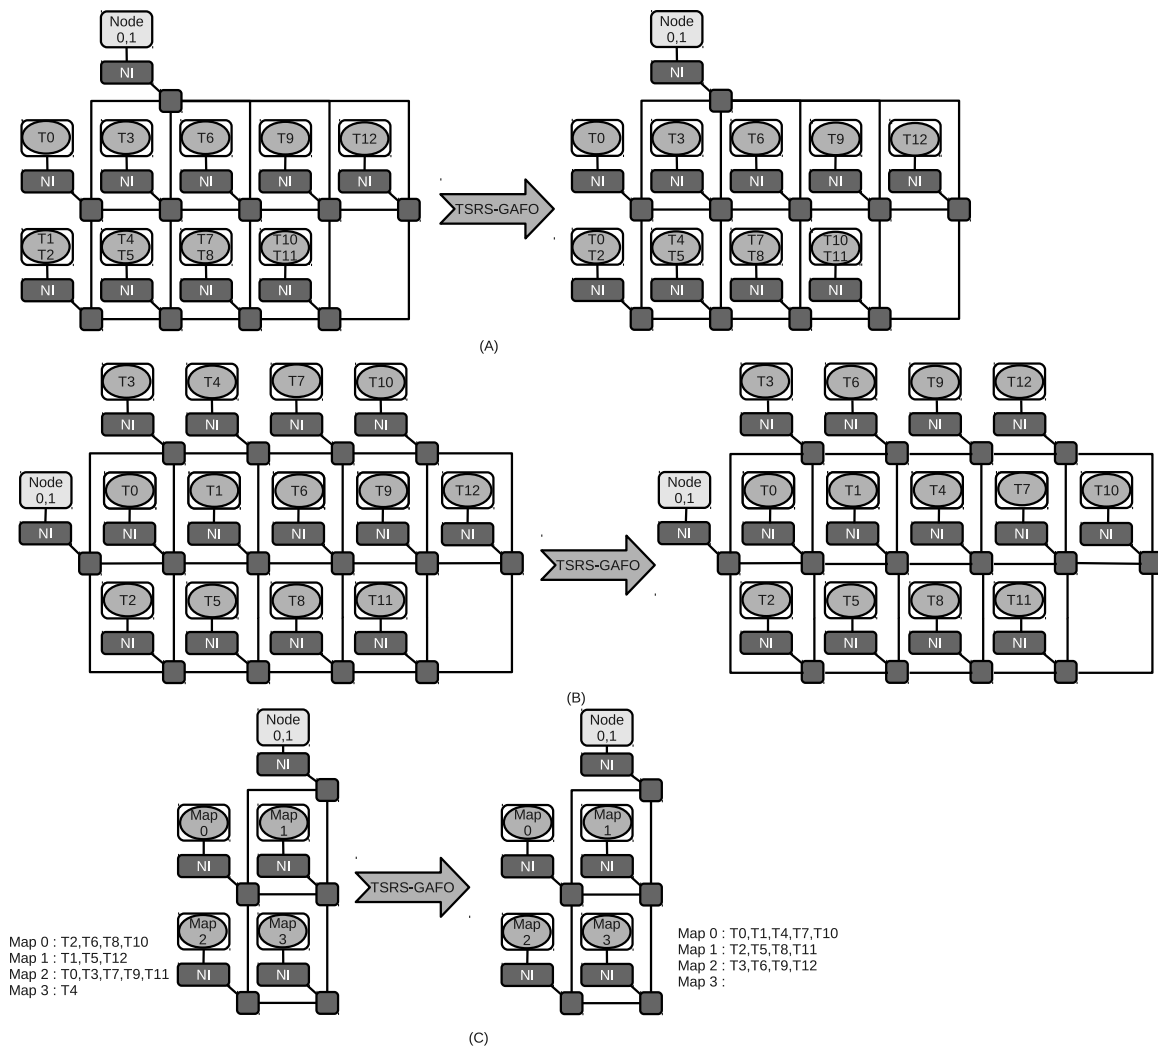 Node
0,1
NI
T0
T3
T6
T9
T12
NI
NI
NI
NI
NI
T1
T2
T4
T5
T7
T8
T10
T11
NI
NI
NI
NI
TSRS-GAFO
Node
0,1
NI
T0
T3
T6
T9
T12
NI
NI
NI
NI
NI
T0
T2
T4
T5
T7
T8
T10
T11
NI
NI
NI
NI
(A)
T3
T4
T7
T10
NI
NI
NI
NI
Node
0,1
NI
T0
T1
T6
T9
T12
NI
NI
NI
NI
NI
T2
T5
T8
T11
NI
NI
NI
NI
TSRS-GAFO
T3
T6
T9
T12
NI
NI
NI
NI
Node
0,1
NI
T0
T1
T4
T7
T10
NI
NI
NI
NI
NI
T2
T5
T8
T11
NI
NI
NI
NI
(B)
Node
0,1
NI
Map
0
Map
1
NI
NI
Map
2
Map
3
NI
NI
Map 0 : T2,T6,T8,T10
Map 1 : T1,T5,T12
Map 2 : T0,T3,T7,T9,T11
Map 3 : T4
TSRS-GAFO
Node
0,1
NI
Map
0
Map
1
NI
NI
Map
2
Map
3
NI
NI
Map 0 : T0,T1,T4,T7,T10
Map 1 : T2,T5,T8,T11
Map 2 : T3,T6,T9,T12
Map 3 :
(C)